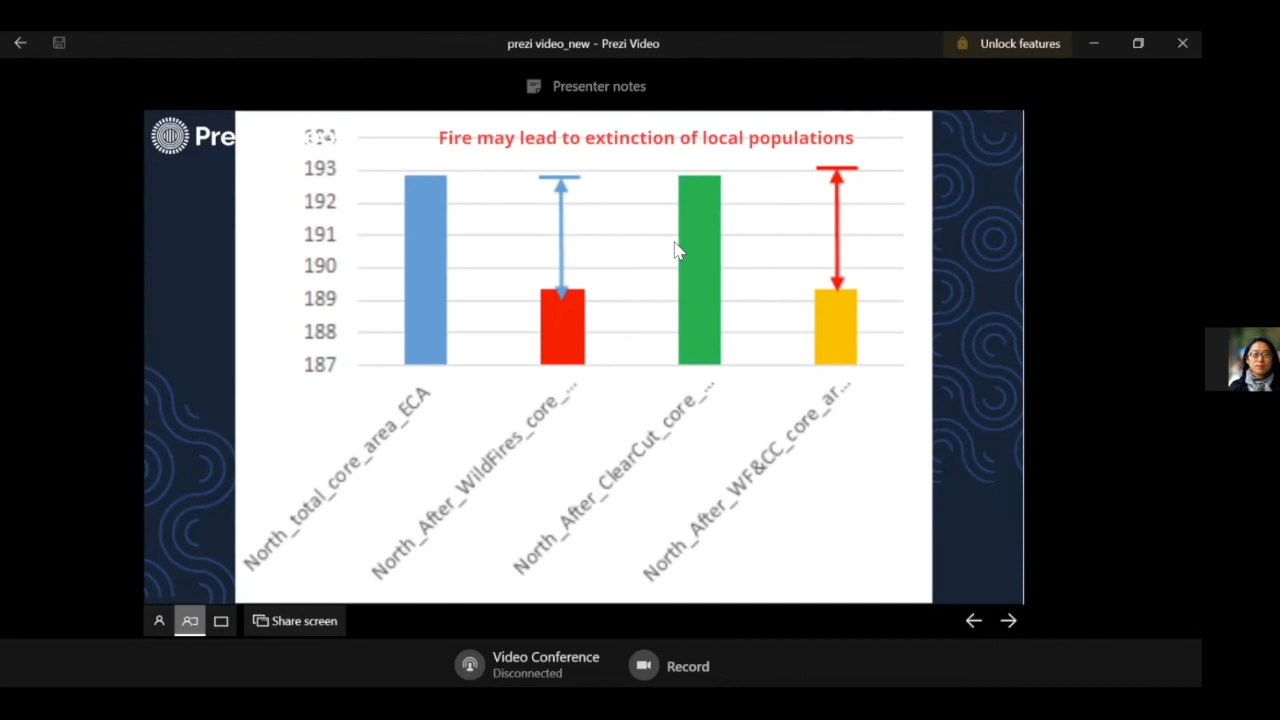 prezi video_new - Prezi Video
Unlock features
Presenter notes
Pre
194
Fire may lead to extinction of local populations
193
192
191
190
189
188
187
North_total_core_area_ECA
North_After_WildFires_core_...
North_After_ClearCut_core_...
North_After_WF&CC_core_ar...
Share screen
Video Conference
Disconnected
Record